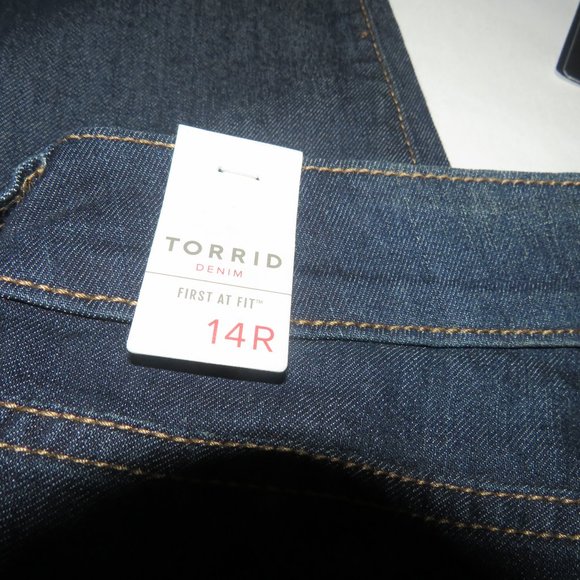 TORRID
DENIM
FIRST AT FIT™
14R